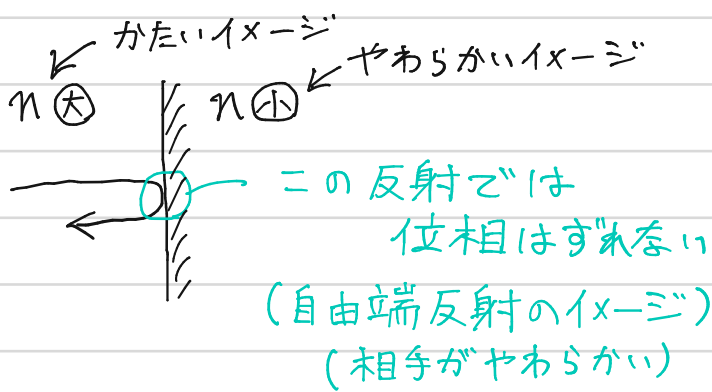 かたいイメージ
やわらかいイメージ
n大
n小
この反射では
位相はずれない
(自由端反射のイメージ)
(相手がやわらかい)